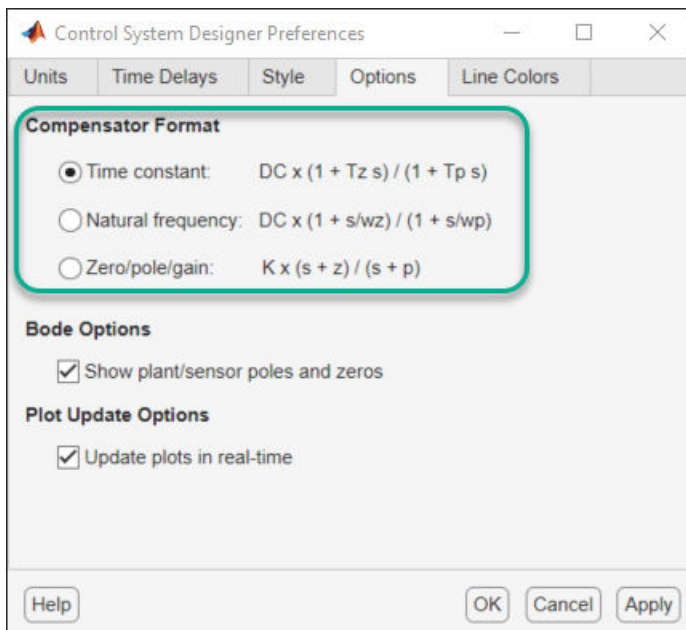 Control System Designer Preferences
Units Time Delays Style Options Line Colors
Compensator Format
Time constant: DC x (1 + Tz s) / (1 + Tp s)
Natural frequency: DC x (1 + s/wz) / (1 + s/wp)
Zero/pole/gain: K x (s + z) / (s + p)
Bode Options
Show plant/sensor poles and zeros
Plot Update Options
Update plots in real-time
Help OK Cancel Apply